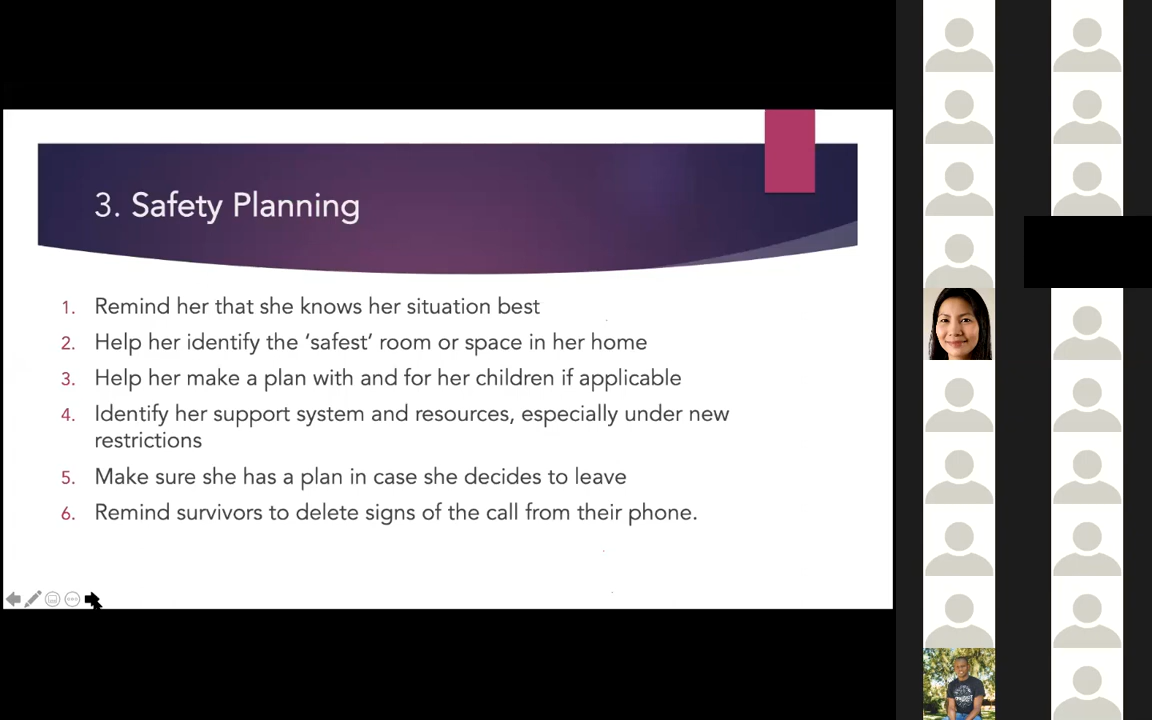 3. Safety Planning
1. Remind her that she knows her situation best
2. Help her identify the ‘safest’ room or space in her home
3. Help her make a plan with and for her children if applicable
4. Identify her support system and resources, especially under new
restrictions
5. Make sure she has a plan in case she decides to leave
6. Remind survivors to delete signs of the call from their phone.